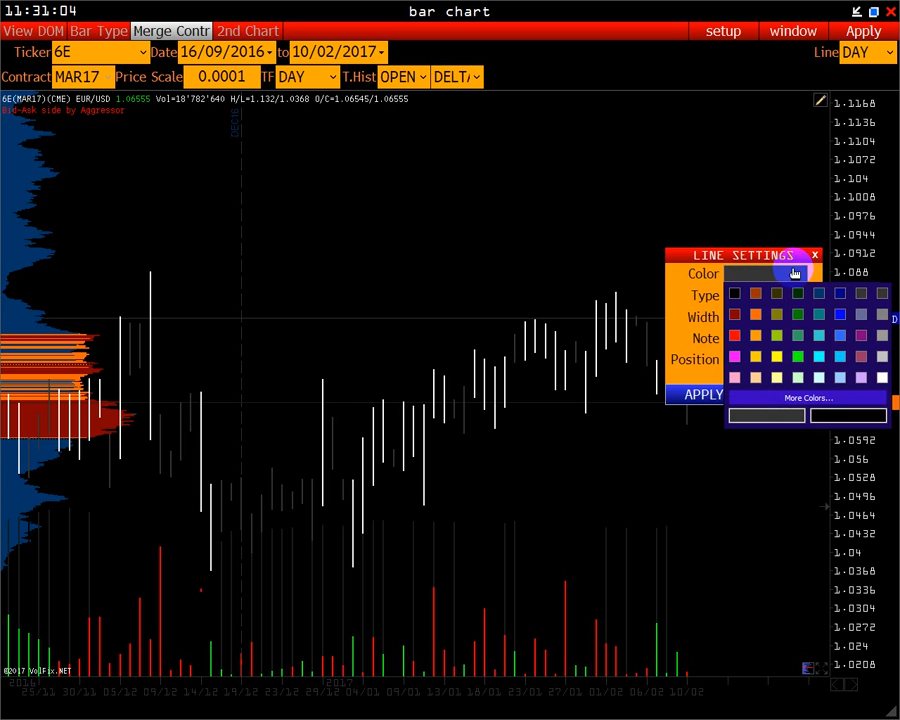 11:31:04 bar chart
View DOM Bar Type Merge Contr 2nd Chart setup window Apply
Ticker 6E Date 16/09/2016 to 10/02/2017 Line DAY
Contract MAR17 Price Scale 0.0001 TF DAY T.Hist OPEN DELT
6E(MAR17)(CME) EUR/USD 1.06555 Vol=18'782'640 H/L=1.132/1.0368 O/C=1.06545/1.06555
Bid-Ask side by Aggressor
DEC16
1.1168
1.1136
1.1104
1.1072
1.104
1.1008
1.0976
1.0944
1.0912
1.088
LINE SETTINGS x
Color
Type
Width
Note
Position
APPLY
More Colors...
D
1.0592
1.056
1.0528
1.0496
1.0464
1.0432
1.04
1.0368
1.0336
1.0304
1.0272
1.024
1.0208
©2017 VolFix.NET
2016 2017
25/11 30/11 05/12 09/12 14/12 19/12 23/12 29/12 04/01 09/01 13/01 18/01 23/01 27/01 01/02 06/02 10/02